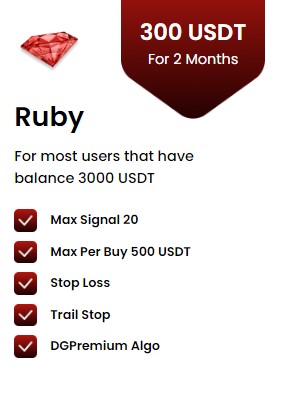 300 USDT
For 2 Months
Ruby
For most users that have
balance 3000 USDT
Max Signal 20
Max Per Buy 500 USDT
Stop Loss
Trail Stop
DGPremium Algo